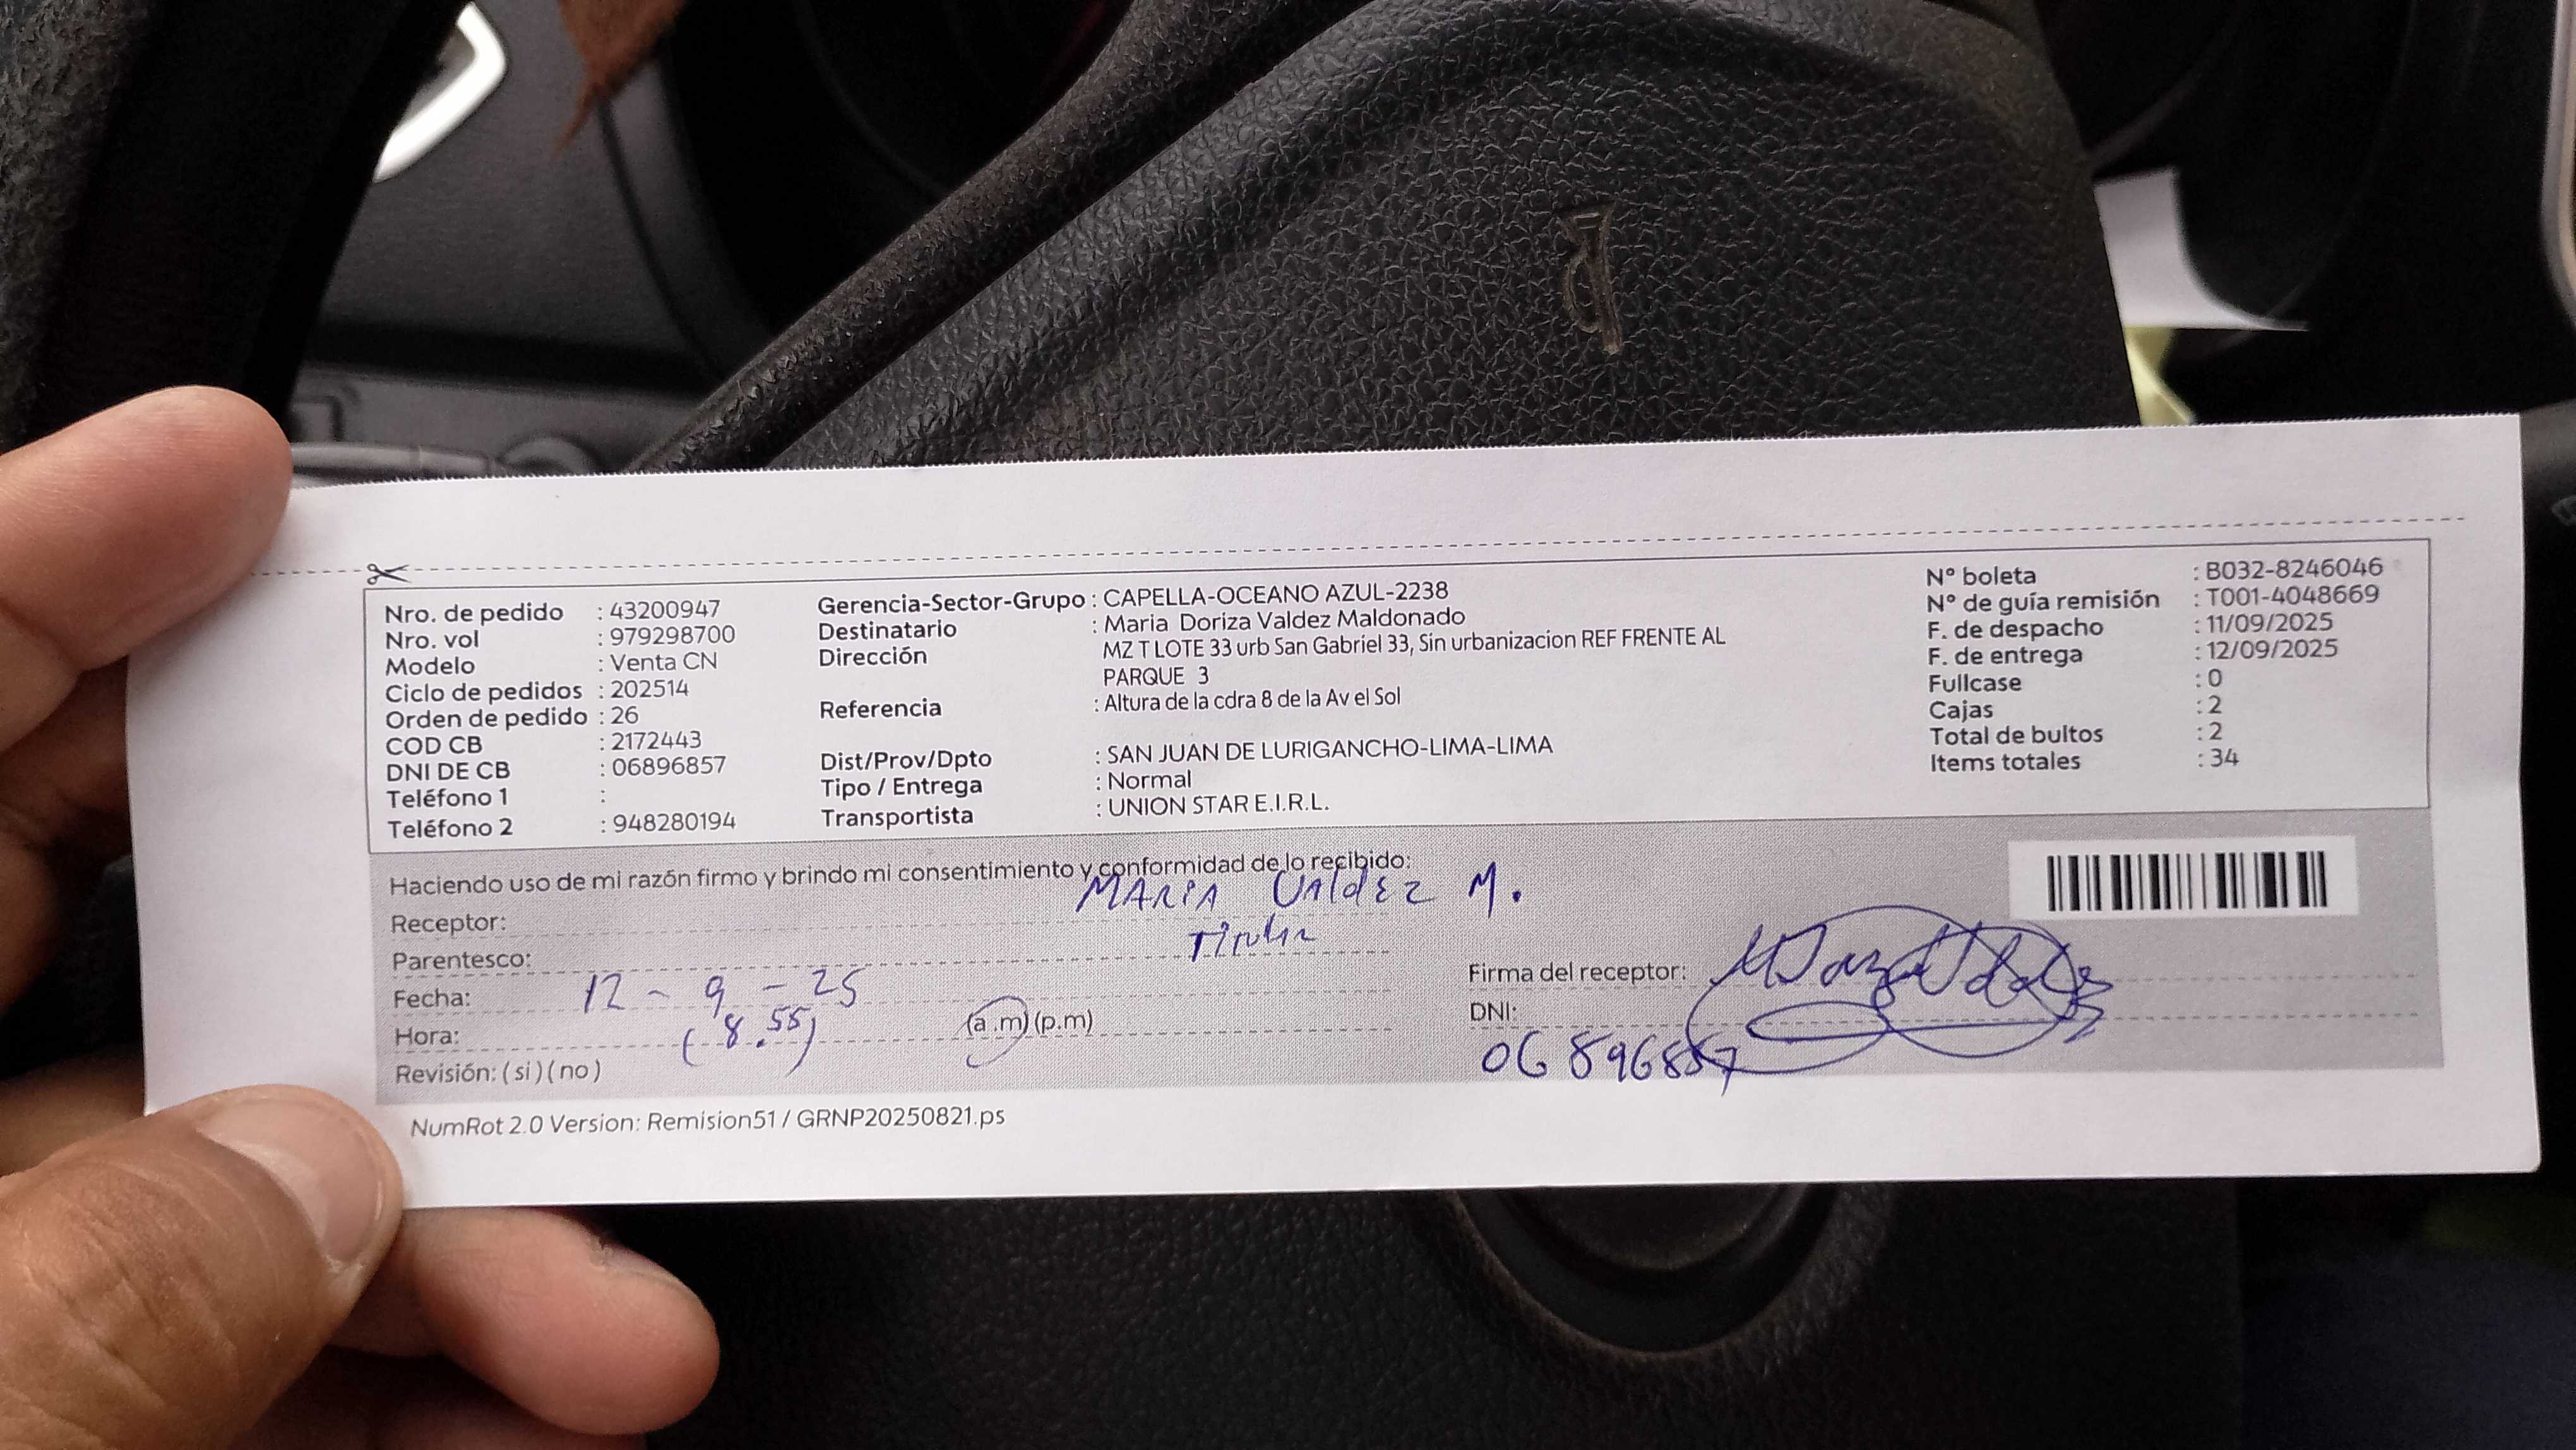 Nro. de pedido : 43200947
Nro. vol : 979298700
Modelo : Venta CN
Ciclo de pedidos : 202514
Orden de pedido : 26
COD CB : 2172443
DNI DE CB : 06896857
Teléfono 1 :
Teléfono 2 : 948280194
Gerencia-Sector-Grupo : CAPELLA-OCEANO AZUL-2238
Destinatario : Maria Doriza Valdez Maldonado
Dirección MZ T LOTE 33 urb San Gabriel 33, Sin urbanizacion REF FRENTE AL
PARQUE 3
Referencia : Altura de la cdra 8 de la Av el Sol
Dist/Prov/Dpto : SAN JUAN DE LURIGANCHO-LIMA-LIMA
Tipo / Entrega : Normal
Transportista : UNION STAR E.I.R.L.
N° boleta : B032-8246046
N° de guía remisión : T001-4048669
F. de despacho : 11/09/2025
F. de entrega : 12/09/2025
Fullcase : 0
Cajas : 2
Total de bultos : 2
Items totales : 34
Haciendo uso de mi razón firmo y brindo mi consentimiento y conformidad de lo recibido:
Receptor: MARIA VAldEZ M.
Parentesco: Titular
Fecha: 12 - 9 - 25
Hora: (8.55) (a.m) (p.m)
Revisión: ( si ) ( no )
Firma del receptor:
DNI: 06896857
NumRot 2.0 Version: Remision51 / GRNP20250821.ps